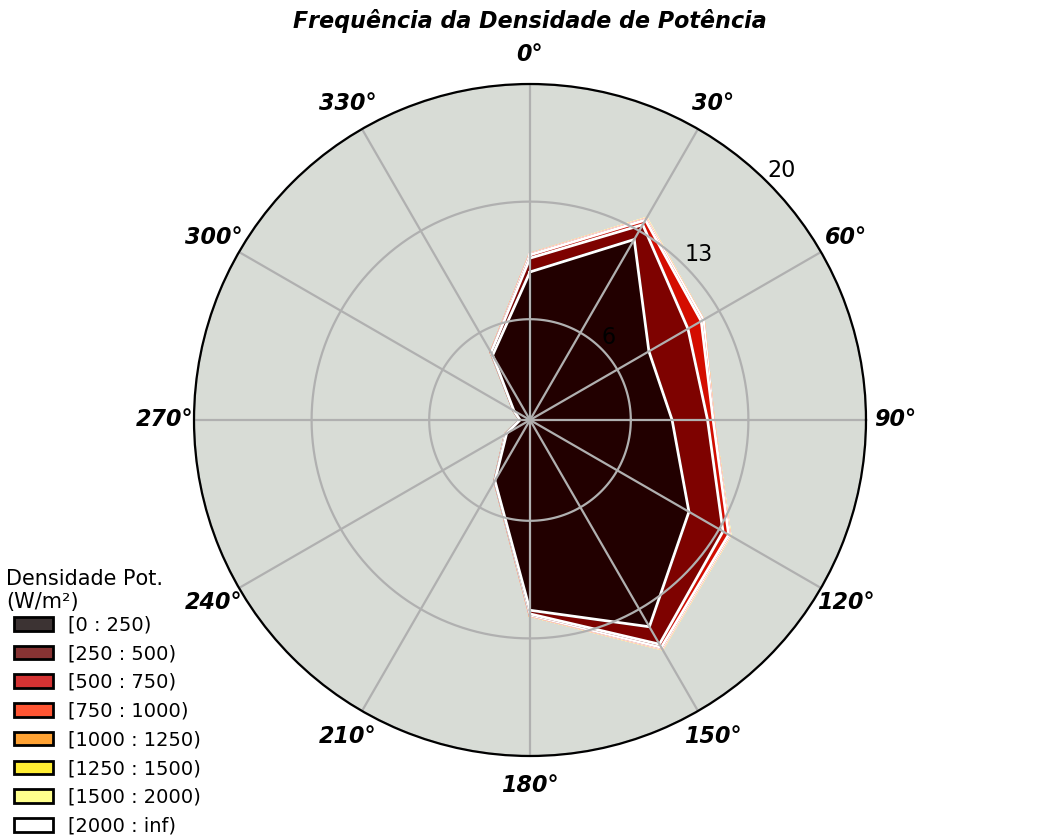 Frequência da Densidade de Potência
0°
330°
30°
20
300°
60°
13
6
270°
90°
240°
120°
210°
150°
180°
Densidade Pot.
(W/m²)
[0 : 250)
[250 : 500)
[500 : 750)
[750 : 1000)
[1000 : 1250)
[1250 : 1500)
[1500 : 2000)
[2000 : inf)